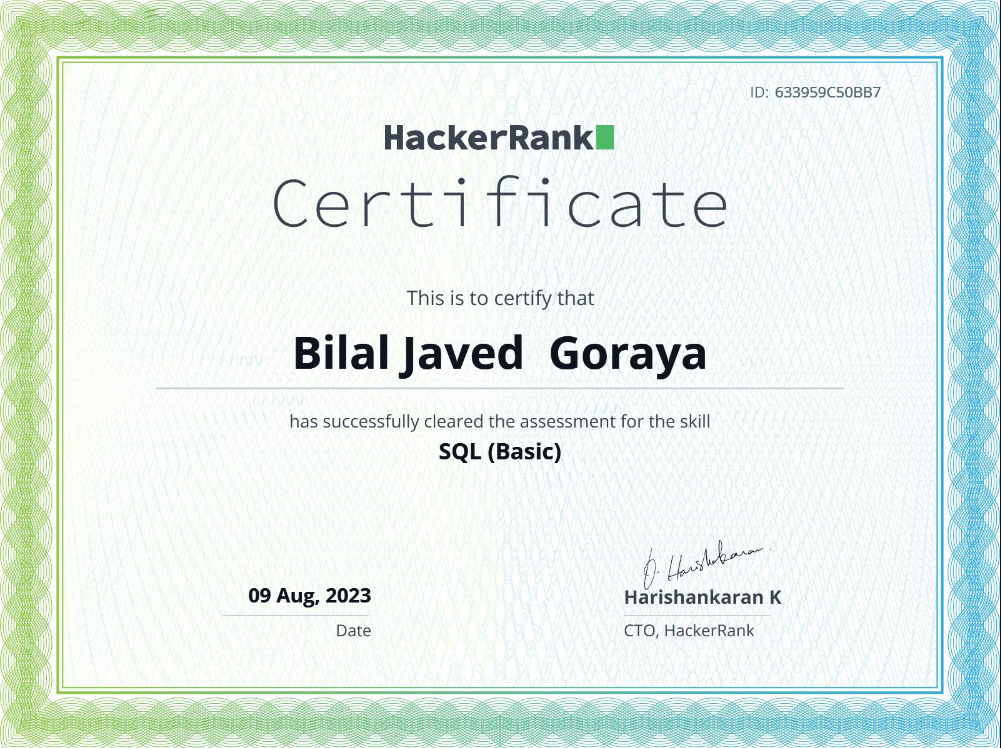 ID: 633959C50BB7
HackerRank
Certificate
This is to certify that
Bilal Javed  Goraya
has successfully cleared the assessment for the skill
SQL (Basic)
09 Aug, 2023
Date
D. Harishankaran
Harishankaran K
CTO, HackerRank